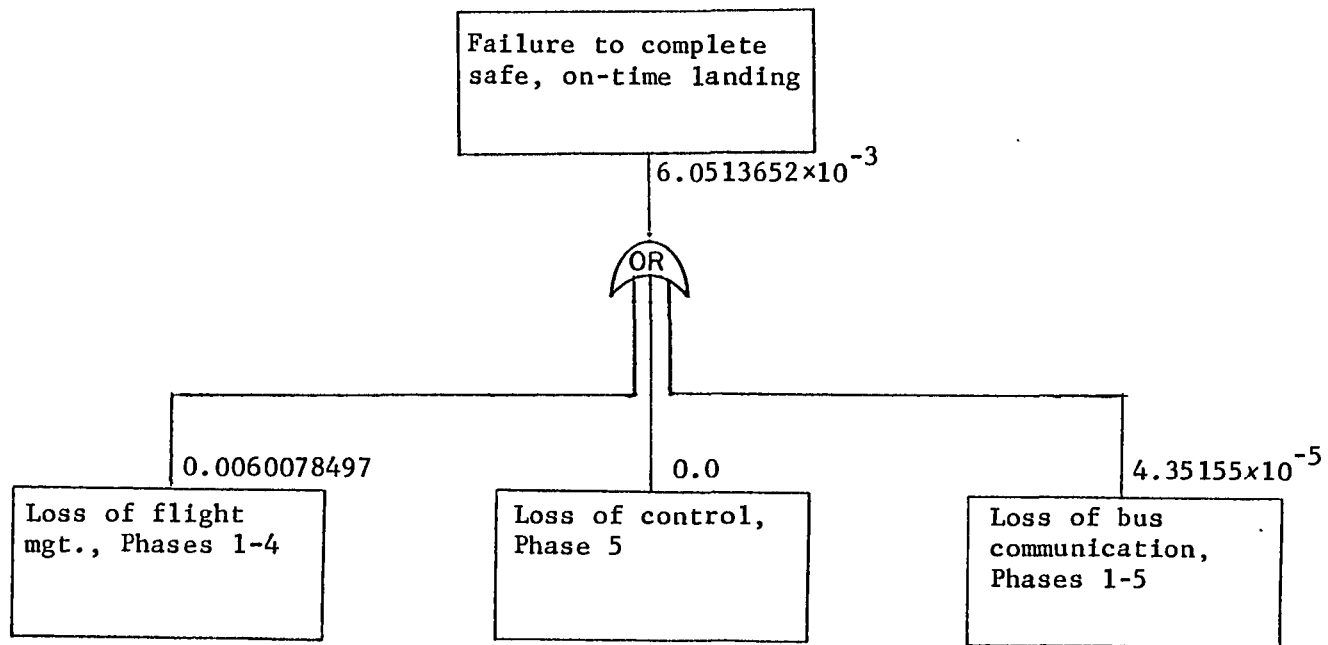 Failure to complete
safe, on-time landing
6.0513652×10⁻³
OR
0.0060078497
0.0
4.35155×10⁻⁵
Loss of flight
mgt., Phases 1-4
Loss of control,
Phase 5
Loss of bus
communication,
Phases 1-5